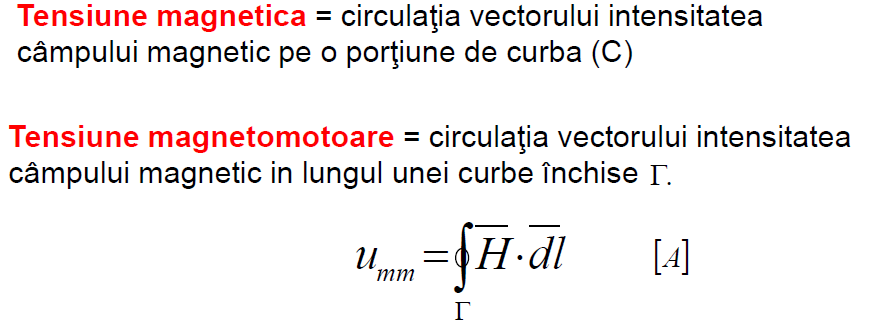 Tensiune magnetica = circulaţia vectorului intensitatea
câmpului magnetic pe o porţiune de curba (C)
Tensiune magnetomotoare = circulaţia vectorului intensitatea
câmpului magnetic in lungul unei curbe închise Γ.
u_mm = ∮_Γ H̅ · d̅l̅ [A]